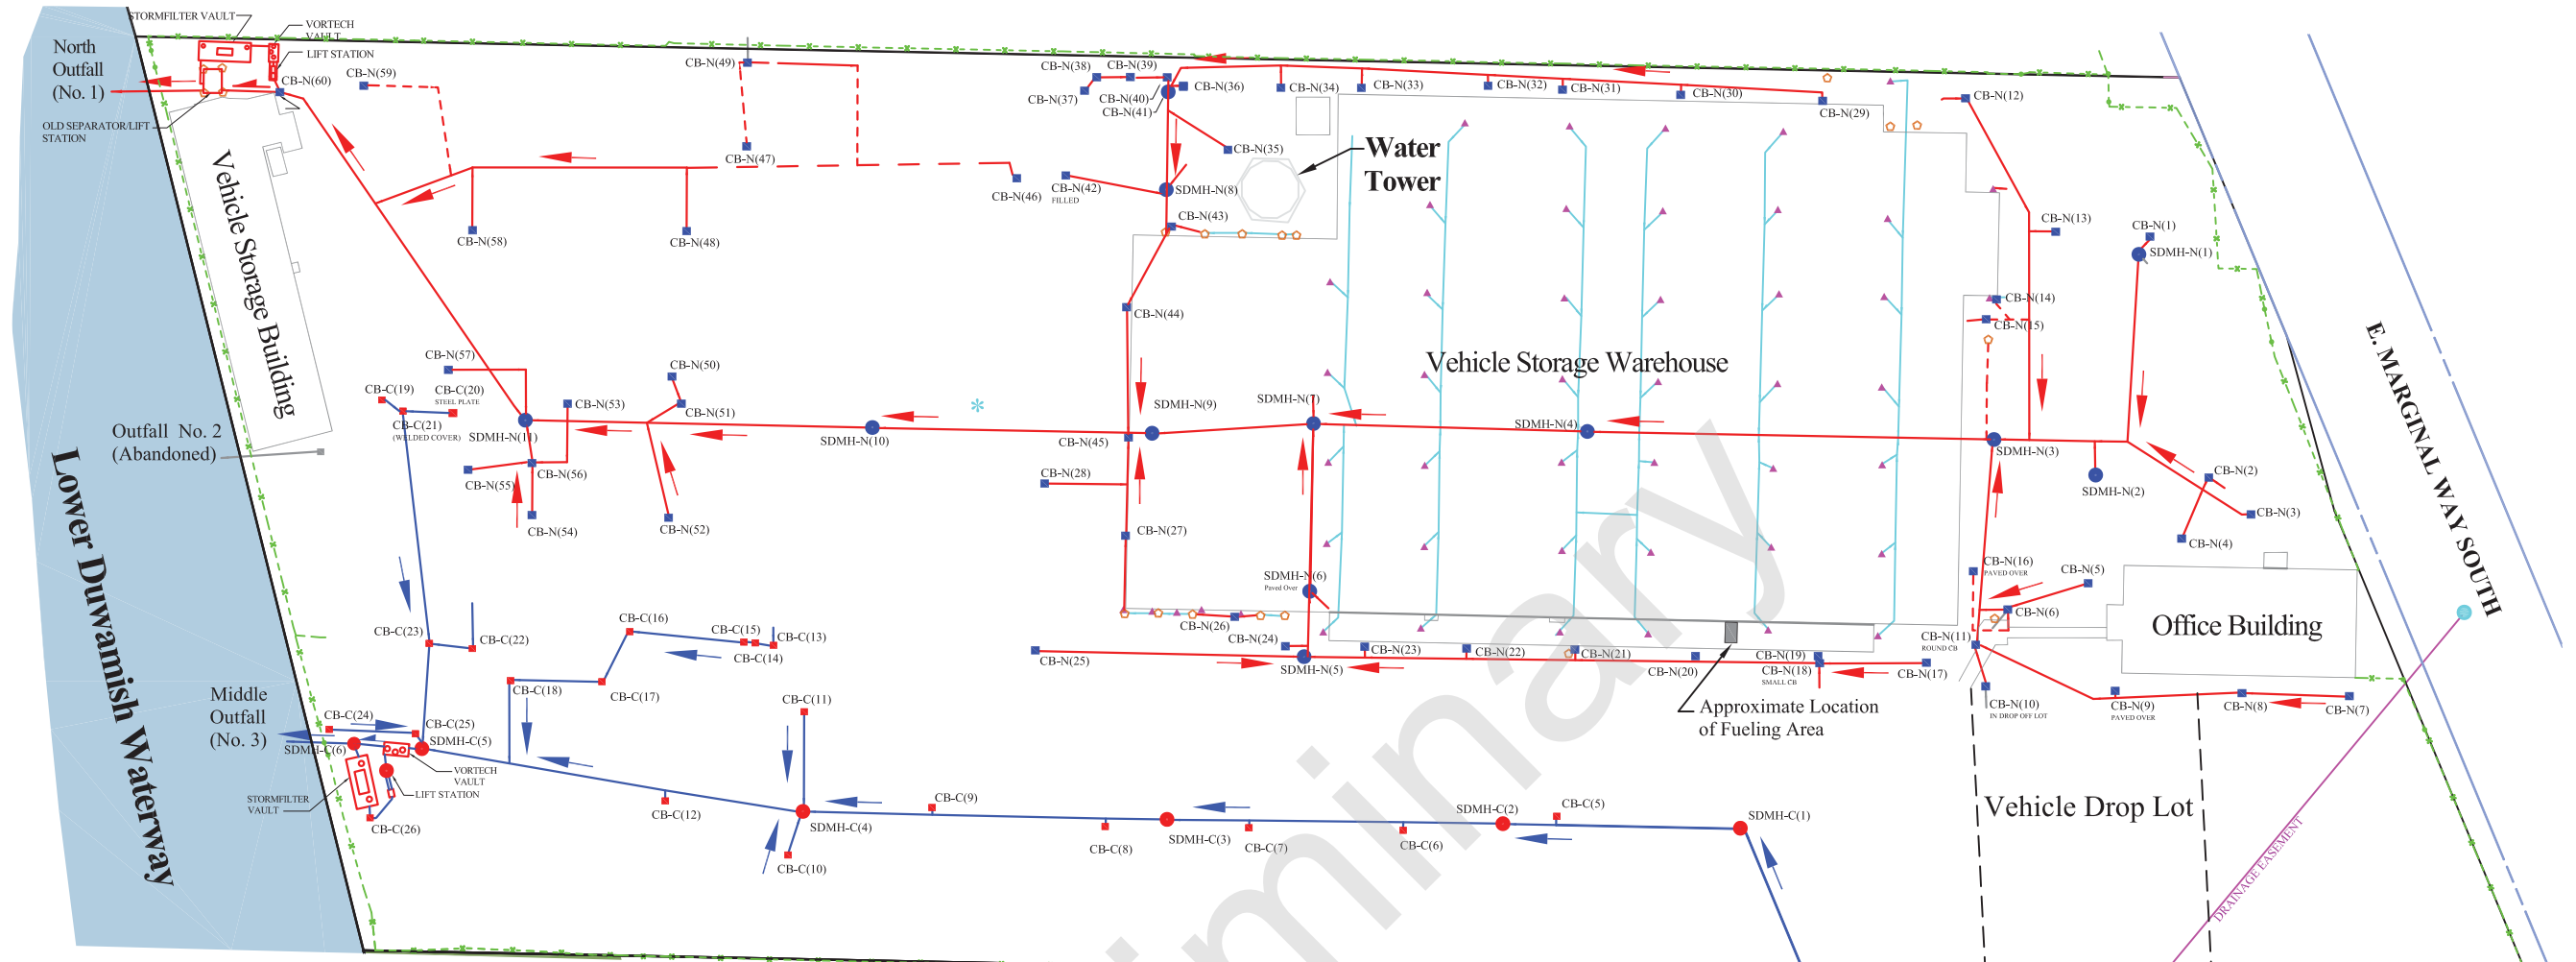 STORMFILTER VAULT
VORTECH
VAULT
LIFT STATION
North
Outfall
(No. 1)
CB-N(60)
CB-N(59)
OLD SEPARATOR/LIFT
STATION
Vehicle Storage Building
CB-N(49)
CB-N(47)
CB-N(58)
CB-N(48)
CB-N(46)
CB-N(38)
CB-N(39)
CB-N(37)
CB-N(40)
CB-N(41)
CB-N(36)
CB-N(34)
CB-N(33)
CB-N(32)
CB-N(31)
CB-N(30)
CB-N(29)
CB-N(35)
CB-N(42)
FILLED
SDMH-N(8)
CB-N(43)
Water
Tower
CB-N(12)
CB-N(13)
CB-N(1)
SDMH-N(1)
CB-N(14)
CB-N(15)
CB-N(44)
Vehicle Storage Warehouse
E. MARGINAL WAY SOUTH
CB-N(57)
CB-N(50)
CB-N(53)
CB-N(51)
CB-C(19)
CB-C(20)
STEEL PLATE
CB-C(21)
(WELDED COVER)
SDMH-N(11)
SDMH-N(10)
*
SDMH-N(9)
CB-N(45)
SDMH-N(7)
SDMH-N(4)
SDMH-N(3)
SDMH-N(2)
CB-N(2)
CB-N(3)
CB-N(4)
Outfall No. 2
(Abandoned)
CB-N(55)
CB-N(56)
CB-N(54)
CB-N(52)
CB-N(28)
CB-N(27)
Lower Duwamish Waterway
SDMH-N(6)
Paved Over
CB-N(16)
PAVED OVER
CB-N(5)
CB-N(6)
CB-N(26)
CB-N(24)
CB-N(11)
ROUND CB
Office Building
CB-C(23)
CB-C(22)
CB-C(16)
CB-C(15)
CB-C(13)
CB-C(14)
CB-N(25)
SDMH-N(5)
CB-N(23)
CB-N(22)
CB-N(21)
CB-N(20)
CB-N(19)
CB-N(18)
SMALL CB
CB-N(17)
CB-C(18)
CB-C(17)
Middle
Outfall
(No. 3)
CB-C(24)
CB-C(25)
SDMH-C(6)
SDMH-C(5)
CB-C(11)
Approximate Location
of Fueling Area
CB-N(10)
IN DROP OFF LOT
CB-N(9)
PAVED OVER
CB-N(8)
CB-N(7)
VORTECH
VAULT
LIFT STATION
STORMFILTER
VAULT
CB-C(26)
CB-C(12)
SDMH-C(4)
CB-C(9)
CB-C(8)
SDMH-C(3)
CB-C(7)
CB-C(6)
SDMH-C(2)
CB-C(5)
SDMH-C(1)
CB-C(10)
Vehicle Drop Lot
DRAINAGE EASEMENT
iminary